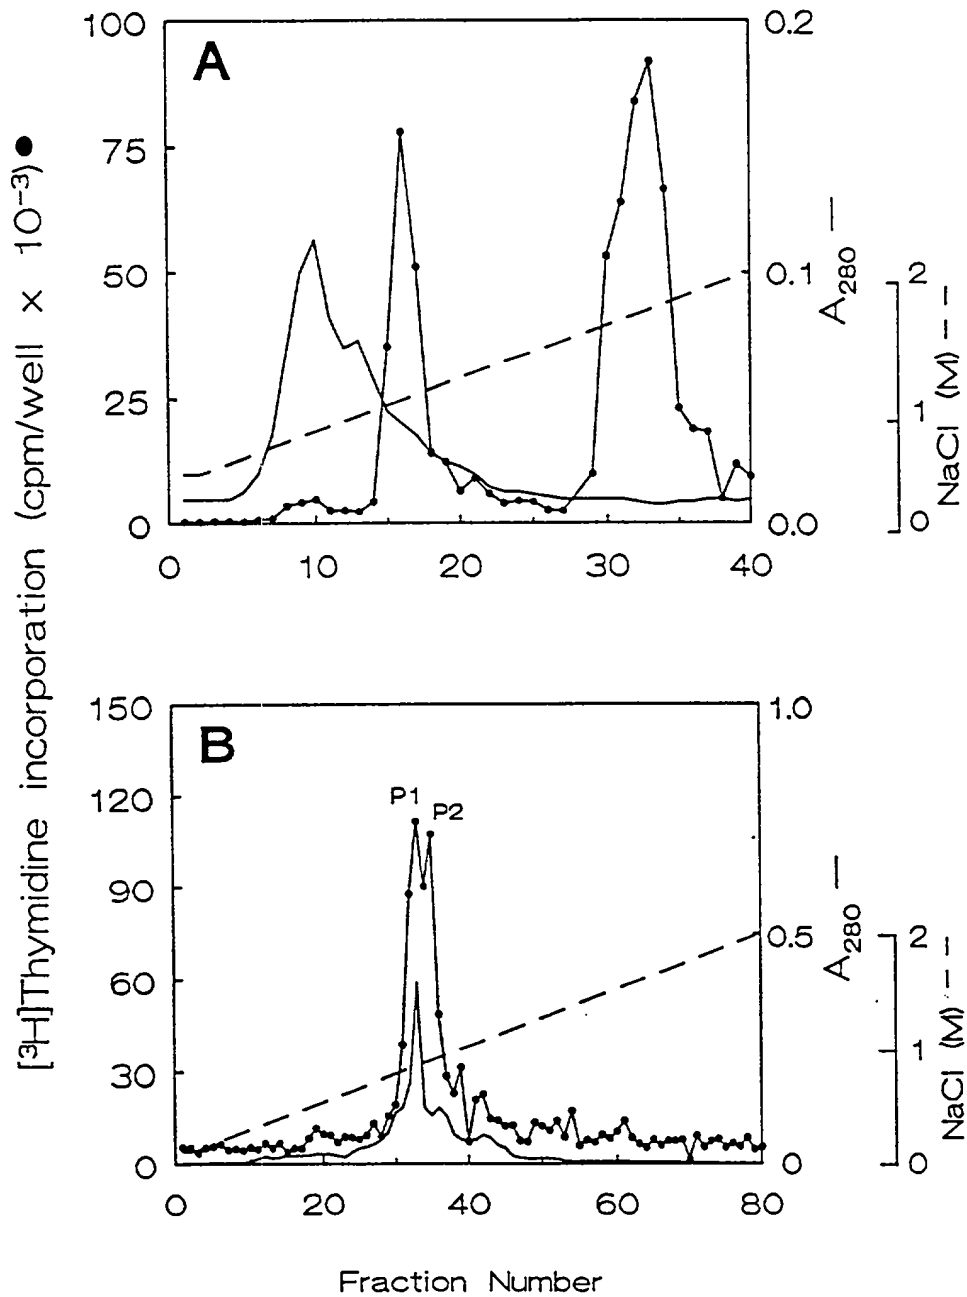 [³H]Thymidine incorporation (cpm/well × 10⁻³) ●
A
100
75
50
25
0
0.2
0.1
0.0
A₂₈₀ —
2
1
0
NaCl (M) – –
0 10 20 30 40
B
150
120
90
60
30
0
P1
P2
1.0
0.5
0
A₂₈₀ —
2
1
0
NaCl (M) – –
0 20 40 60 80
Fraction Number